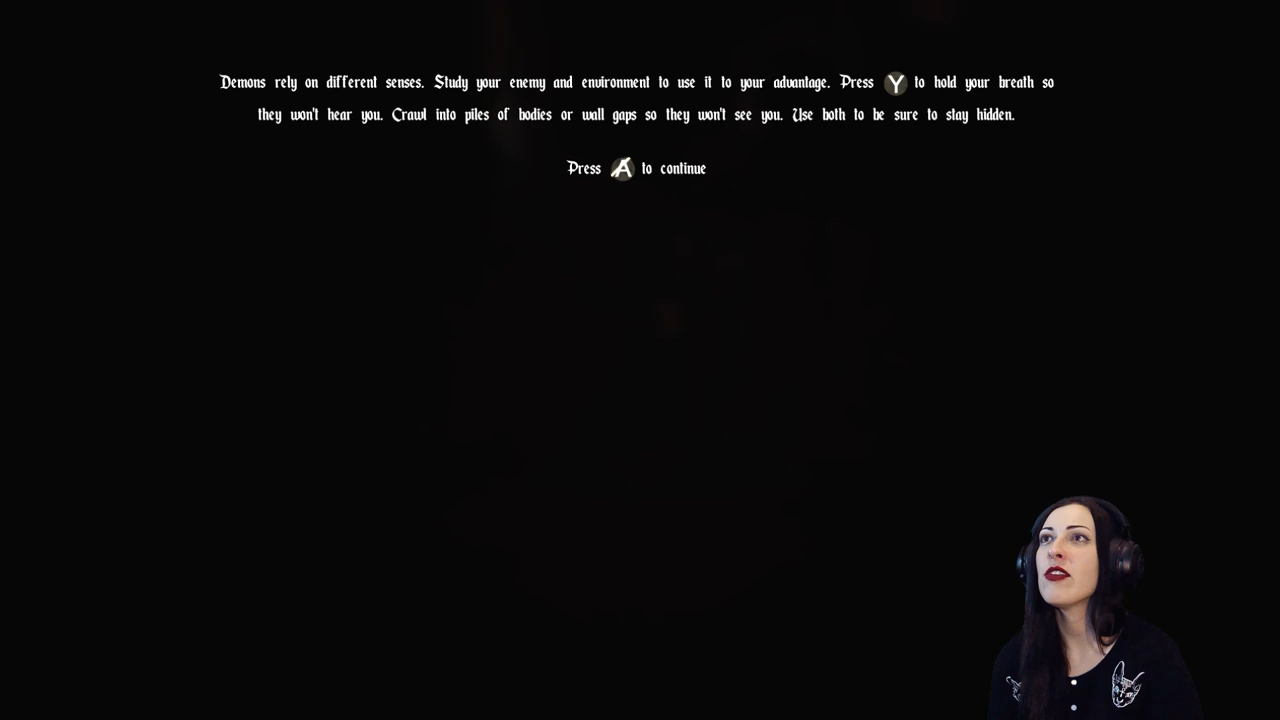 Demons rely on different senses. Study your enemy and environment to use it to your advantage. Press Y to hold your breath so
they won't hear you. Crawl into piles of bodies or wall gaps so they won't see you. Use both to be sure to stay hidden.
Press A to continue